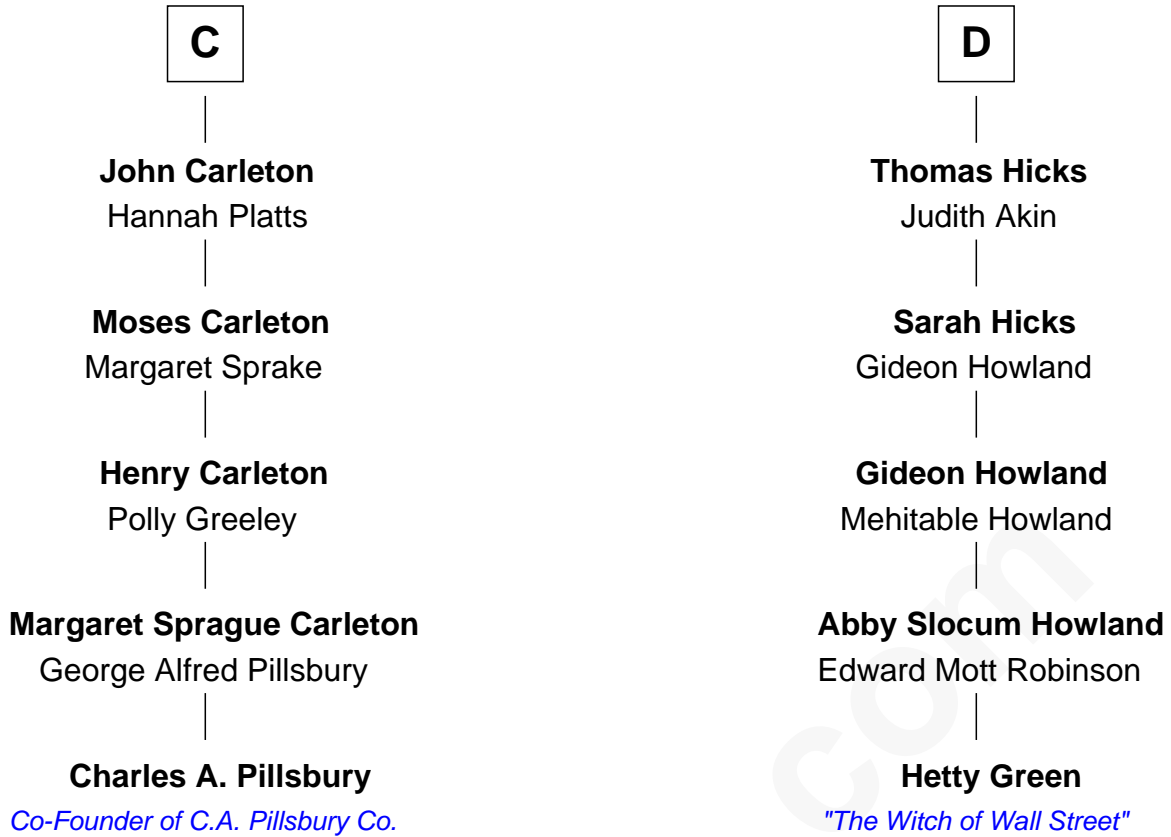 C
John Carleton
Hannah Platts
Moses Carleton
Margaret Sprake
Henry Carleton
Polly Greeley
Margaret Sprague Carleton
George Alfred Pillsbury
Charles A. Pillsbury
Co-Founder of C.A. Pillsbury Co.
D
Thomas Hicks
Judith Akin
Sarah Hicks
Gideon Howland
Gideon Howland
Mehitable Howland
Abby Slocum Howland
Edward Mott Robinson
Hetty Green
"The Witch of Wall Street"
com